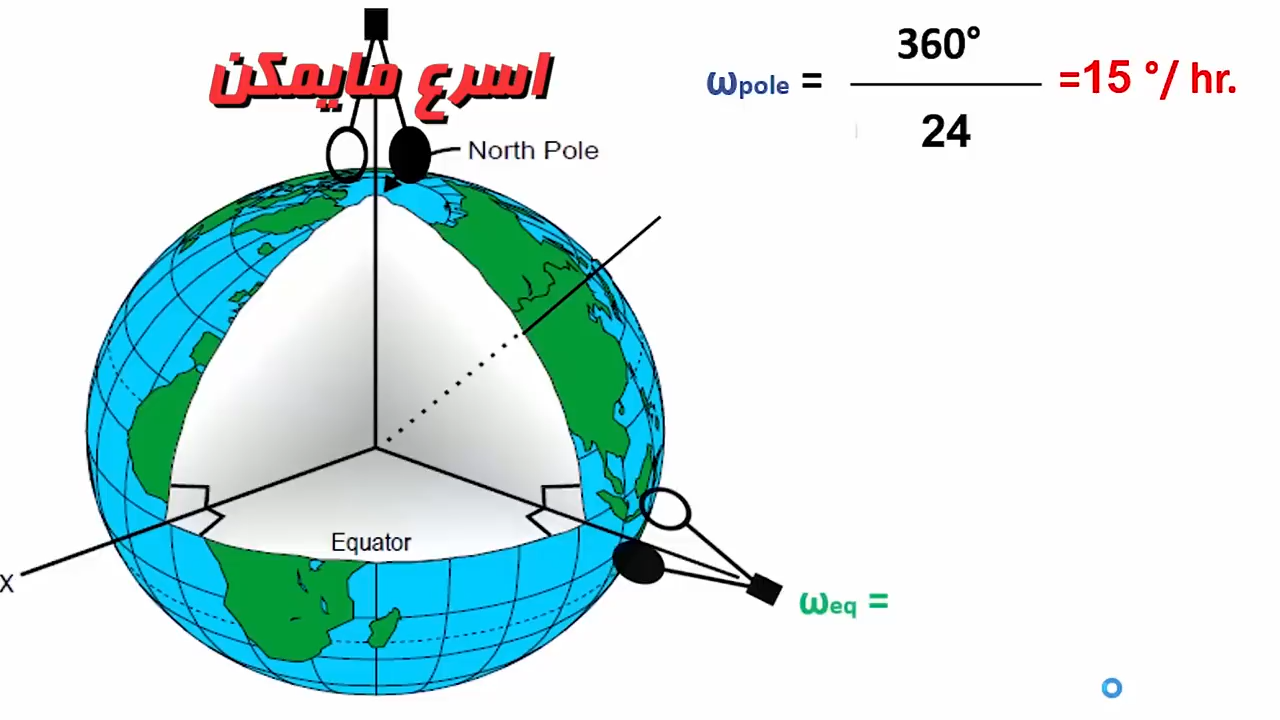 اسرع مايمكن
North Pole
ωpole = 360° / 24 =15 °/ hr.
Equator
X
ωeq =